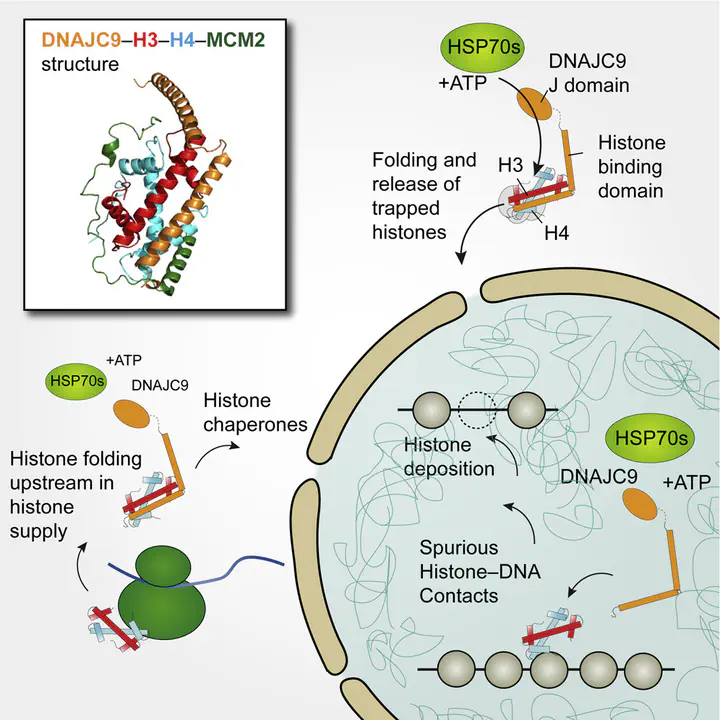 DNAJC9–H3–H4–MCM2
structure
HSP70s
+ATP
DNAJC9
J domain
Folding and
release of
trapped
histones
H3
Histone
binding
domain
H4
+ATP
HSP70s
DNAJC9
Histone
chaperones
Histone folding
upstream in
histone
supply
Histone
deposition
HSP70s
DNAJC9
+ATP
Spurious
Histone–DNA
Contacts